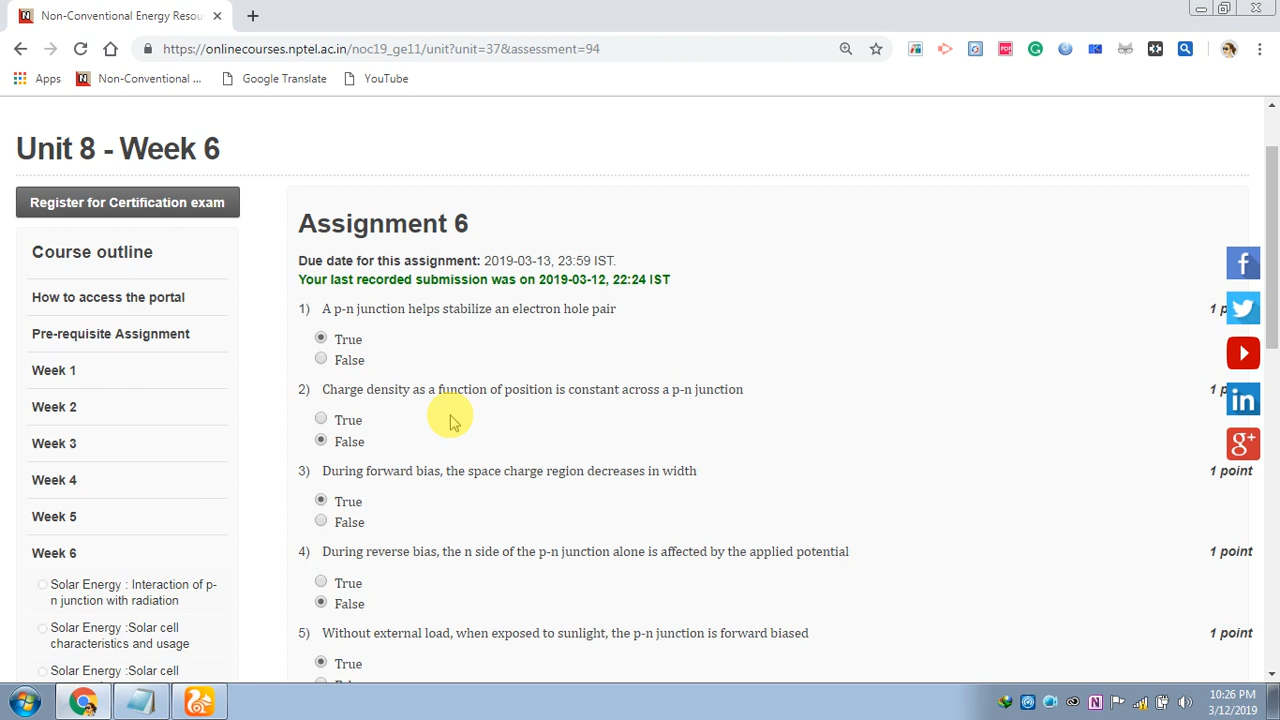 Non-Conventional Energy Resou
https://onlinecourses.nptel.ac.in/noc19_ge11/unit?unit=37&assessment=94
Apps Non-Conventional ... Google Translate YouTube
Unit 8 - Week 6
Register for Certification exam
Course outline
How to access the portal
Pre-requisite Assignment
Week 1
Week 2
Week 3
Week 4
Week 5
Week 6
Solar Energy : Interaction of p-
n junction with radiation
Solar Energy :Solar cell
characteristics and usage
Solar Energy :Solar cell
Assignment 6
Due date for this assignment: 2019-03-13, 23:59 IST.
Your last recorded submission was on 2019-03-12, 22:24 IST
1) A p-n junction helps stabilize an electron hole pair 1 p
True
False
2) Charge density as a function of position is constant across a p-n junction 1 p
True
False
3) During forward bias, the space charge region decreases in width 1 point
True
False
4) During reverse bias, the n side of the p-n junction alone is affected by the applied potential 1 point
True
False
5) Without external load, when exposed to sunlight, the p-n junction is forward biased 1 point
True
f
in
g+
10:26 PM
3/12/2019